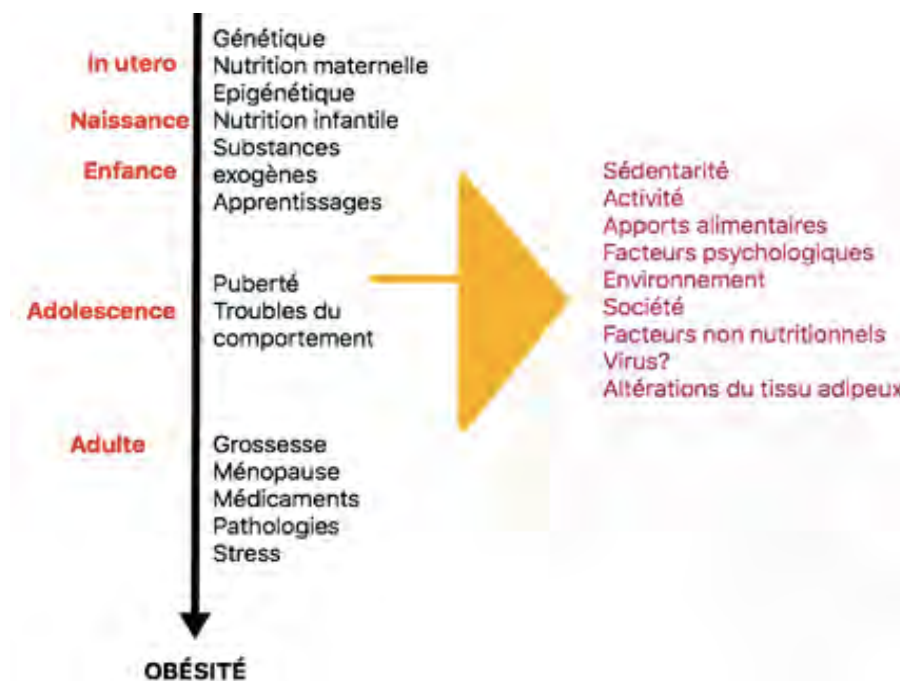 Génétique
in utero
Nutrition maternelle
Epigénétique
Naissance
Nutrition infantile
Substances
exogènes
Enfance
Apprentissages
Puberté
Adolescence
Troubles du
comportement
Adulte
Grossesse
Ménopause
Médicaments
Pathologies
Stress
OBÉSITÉ
Sédentarité
Activité
Apports alimentaires
Facteurs psychologiques
Environnement
Société
Facteurs non nutritionnels
Virus?
Altérations du tissu adipeux